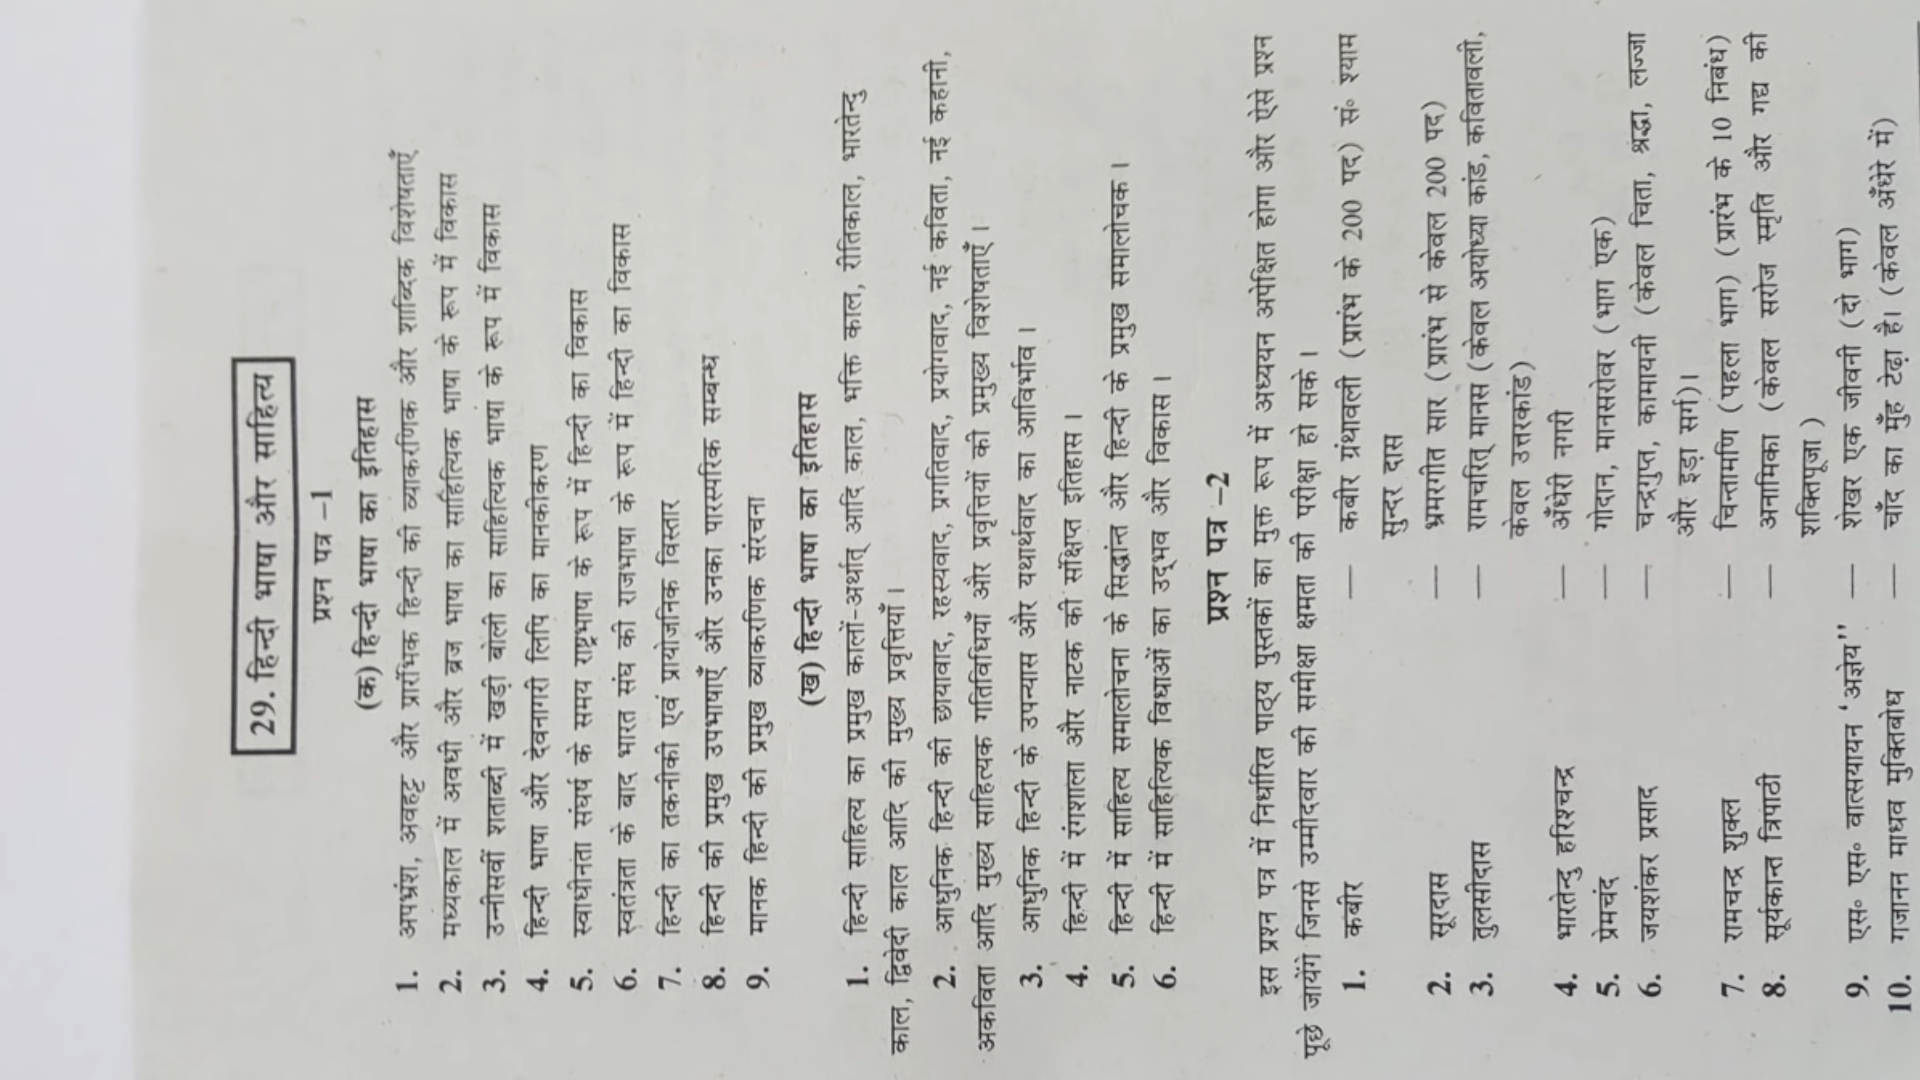 29. हिन्दी भाषा और साहित्य
प्रश्न पत्र –1
(क) हिन्दी भाषा का इतिहास
1. अपभ्रंश, अवहट्ट और प्रारंभिक हिन्दी की व्याकरणिक और शाब्दिक विशेषताएँ
2. मध्यकाल में अवधी और ब्रज भाषा का साहित्यिक भाषा के रूप में विकास
3. उन्नीसवीं शताब्दी में खड़ी बोली का साहित्यिक भाषा के रूप में विकास
4. हिन्दी भाषा और देवनागरी लिपि का मानकीकरण
5. स्वाधीनता संघर्ष के समय राष्ट्रभाषा के रूप में हिन्दी का विकास
6. स्वतंत्रता के बाद भारत संघ की राजभाषा के रूप में हिन्दी का विकास
7. हिन्दी का तकनीकी एवं प्रायोजनिक विस्तार
8. हिन्दी की प्रमुख उपभाषाएँ और उनका पारस्परिक सम्बन्ध
9. मानक हिन्दी की प्रमुख व्याकरणिक संरचना
(ख) हिन्दी भाषा का इतिहास
1. हिन्दी साहित्य का प्रमुख कालों-अर्थात् आदि काल, भक्ति काल, रीतिकाल, भारतेन्दु
काल, द्विवेदी काल आदि की मुख्य प्रवृत्तियाँ।
2. आधुनिक हिन्दी की छायावाद, रहस्यवाद, प्रगतिवाद, प्रयोगवाद, नई कविता, नई कहानी,
अकविता आदि मुख्य साहित्यक गतिविधियाँ और प्रवृत्तियों की प्रमुख्य विशेषताएँ।
3. आधुनिक हिन्दी के उपन्यास और यथार्थवाद का आविर्भाव।
4. हिन्दी में रंगशाला और नाटक की संक्षिप्त इतिहास।
5. हिन्दी में साहित्य समालोचना के सिद्धांत और हिन्दी के प्रमुख समालोचक।
6. हिन्दी में साहित्यिक विधाओं का उद्भव और विकास।
प्रश्न पत्र –2
इस प्रश्न पत्र में निर्धारित पाठ्य पुस्तकों का मुक्त रूप में अध्ययन अपेक्षित होगा और ऐसे प्रश्न
पूछे जायेंगे जिनसे उम्मीदवार की समीक्षा क्षमता की परीक्षा हो सके।
1. कबीर — कबीर ग्रंथावली (प्रारंभ के 200 पद) सं० श्याम
सुन्दर दास
2. सूरदास — भ्रमरगीत सार (प्रारंभ से केवल 200 पद)
3. तुलसीदास — रामचरित् मानस (केवल अयोध्या कांड, कवितावली,
केवल उत्तरकांड)
4. भारतेन्दु हरिश्चन्द्र — अँधेरी नगरी
5. प्रेमचंद — गोदान, मानसरोवर (भाग एक)
6. जयशंकर प्रसाद — चन्द्रगुप्त, कामायनी (केवल चिंता, श्रद्धा, लज्जा
और इड़ा सर्ग)।
7. रामचन्द्र शुक्ल — चिन्तामणि (पहला भाग) (प्रारंभ के 10 निबंध)
8. सूर्यकान्त त्रिपाठी — अनामिका (केवल सरोज स्मृति और गद्य की
शक्तिपूजा )
9. एस० एस० वात्सयायन 'अज्ञेय'' — शेखर एक जीवनी (दो भाग)
10. गजानन माधव मुक्तिबोध — चाँद का मुँह टेढ़ा है। (केवल अँधेरे में)